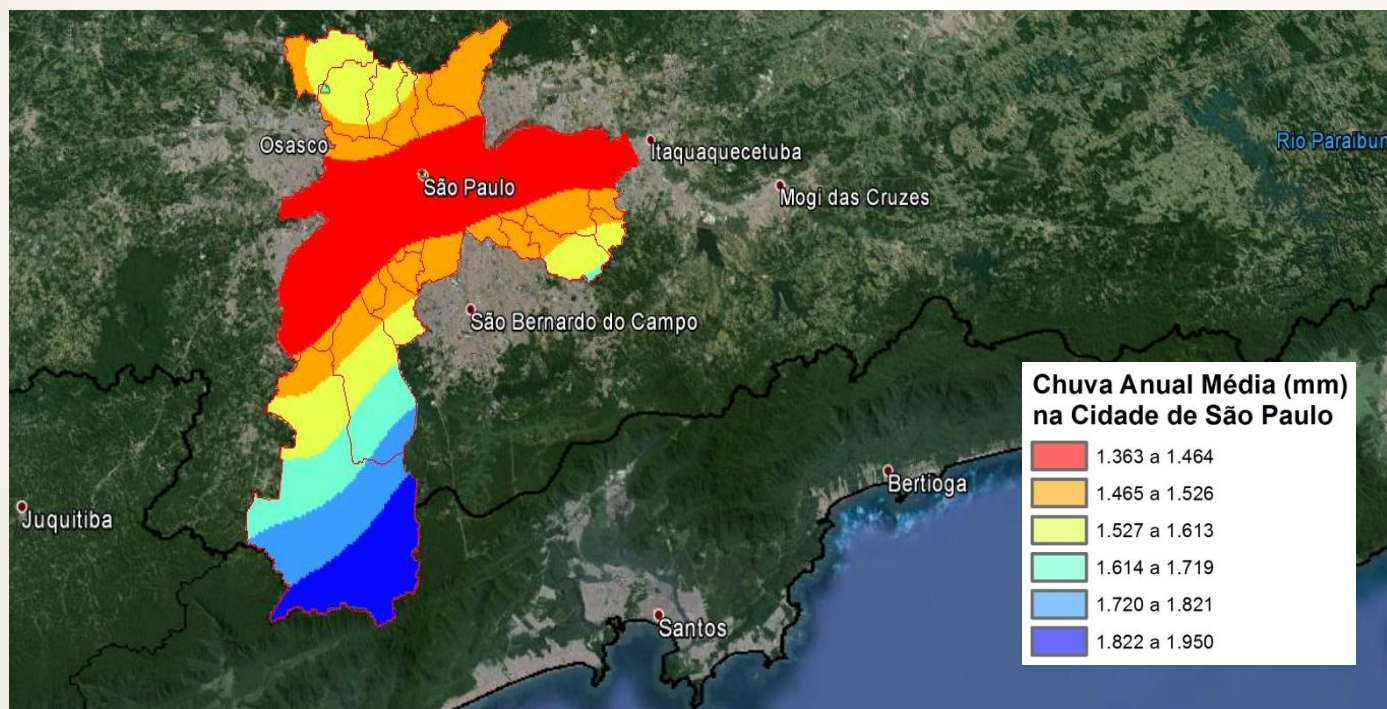 Osasco
Itaquaquecetuba
Rio Paraibun
São Paulo
Mogi das Cruzes
São Bernardo do Campo
Chuva Anual Média (mm)
na Cidade de São Paulo
1.363 a 1.464
1.465 a 1.526
1.527 a 1.613
1.614 a 1.719
1.720 a 1.821
1.822 a 1.950
Bertioga
Juquitiba
Santos